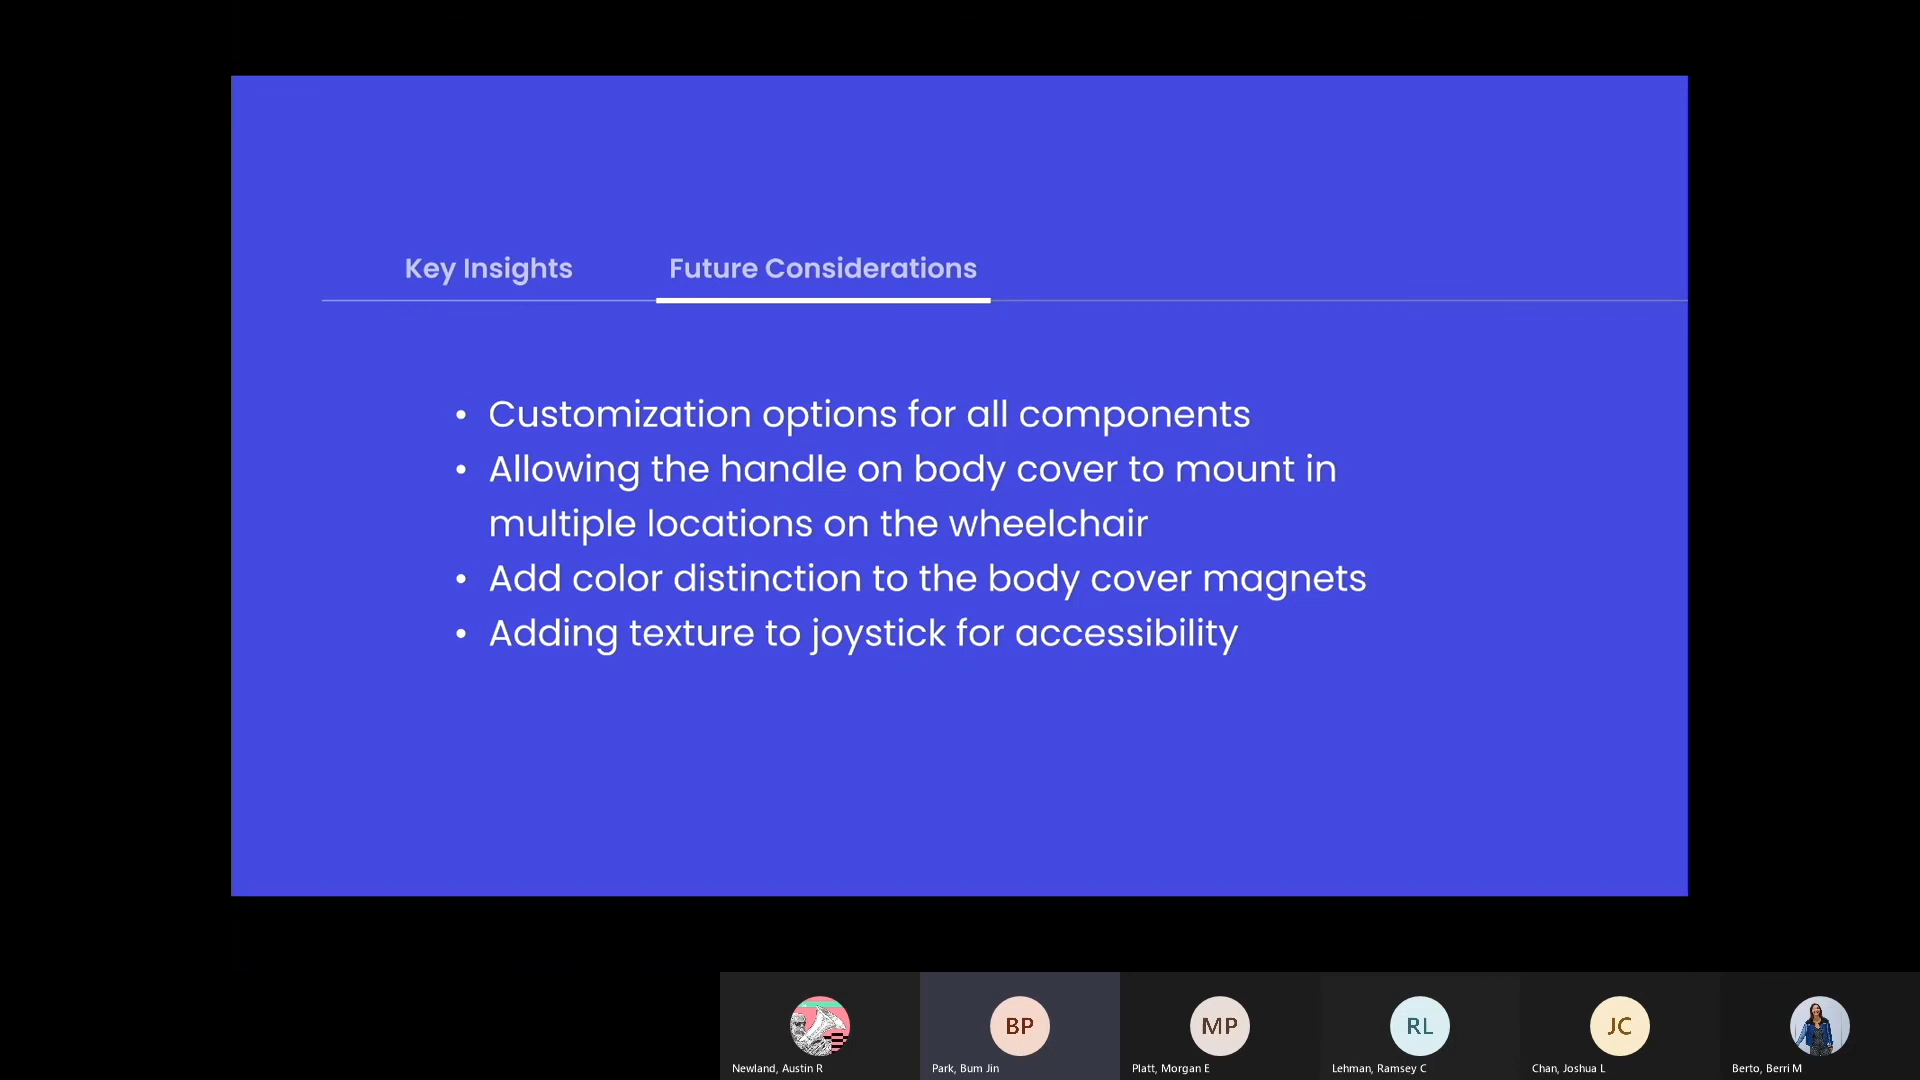 Key Insights
Future Considerations
• Customization options for all components
• Allowing the handle on body cover to mount in
multiple locations on the wheelchair
• Add color distinction to the body cover magnets
• Adding texture to joystick for accessibility
BP
MP
RL
JC
Newland, Austin R
Park, Bum Jin
Platt, Morgan E
Lehman, Ramsey C
Chan, Joshua L
Berto, Berri M